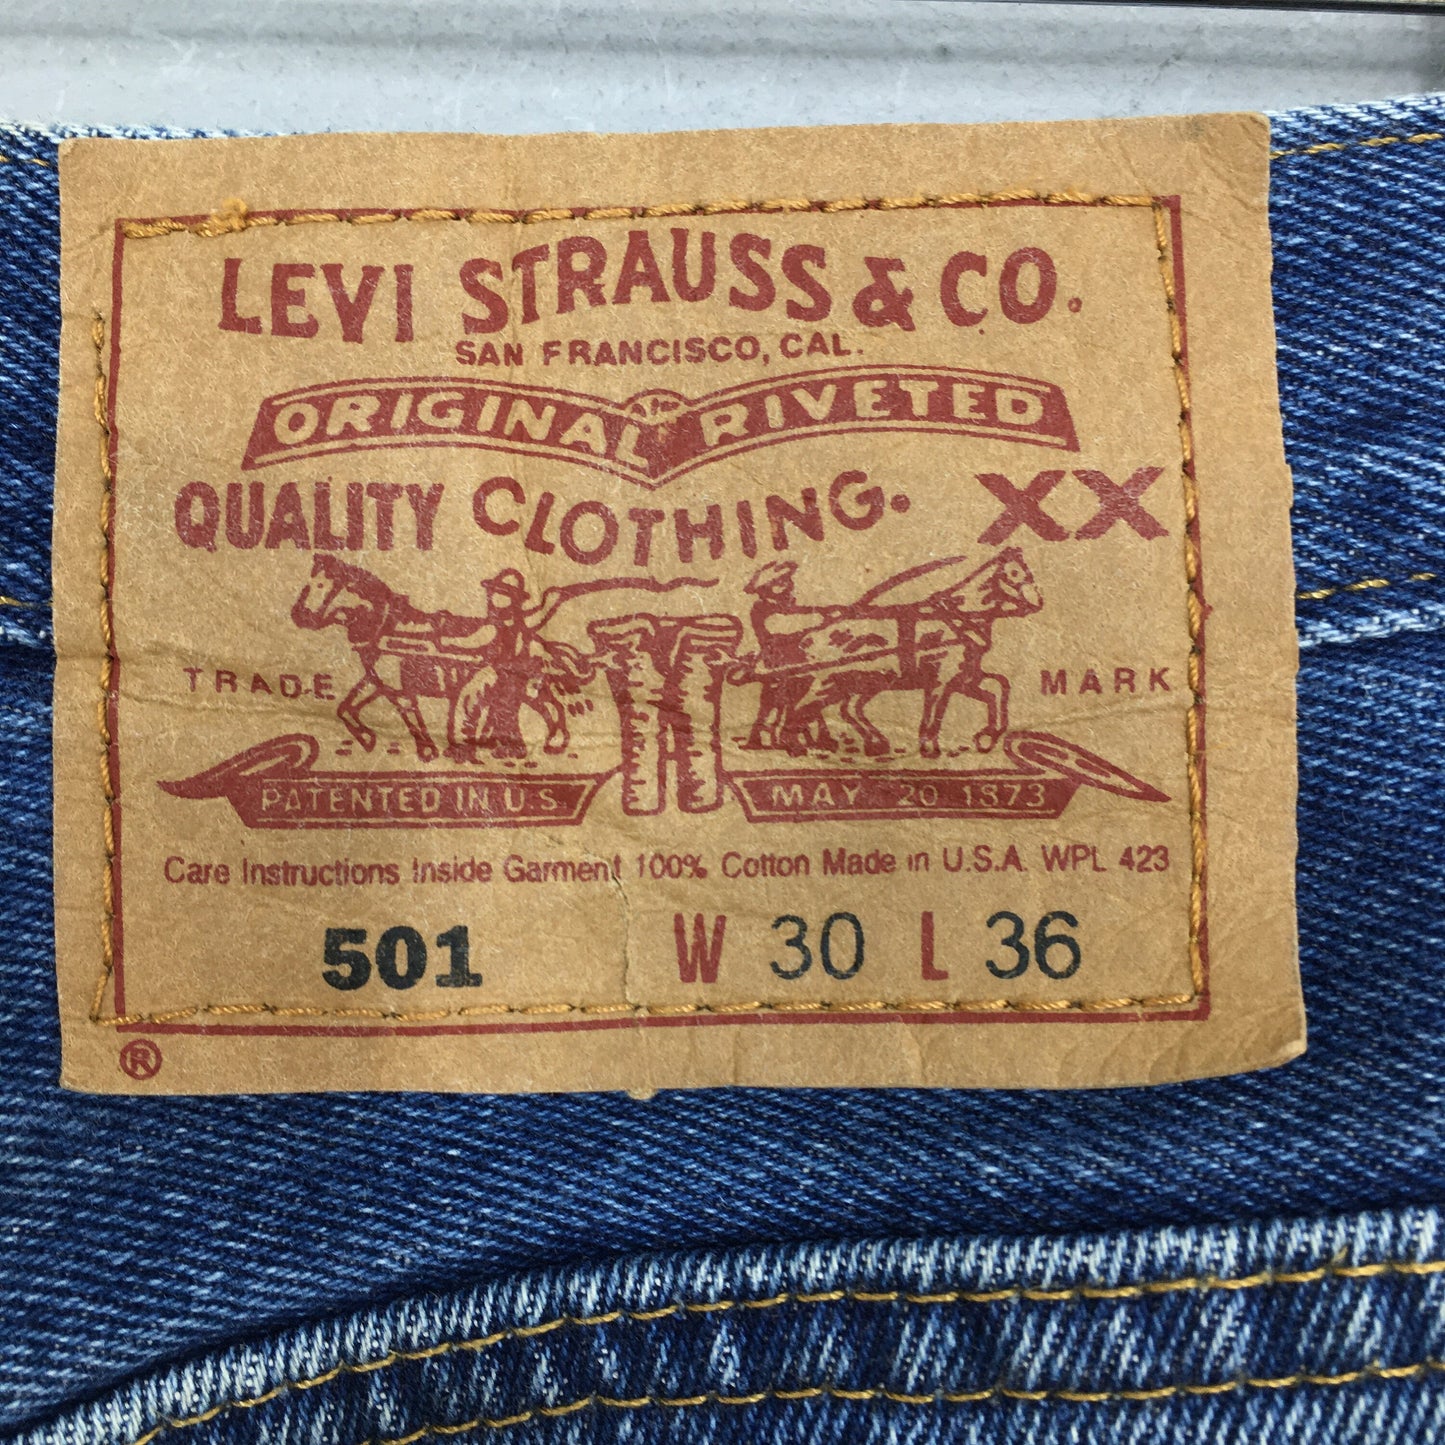 LEVI STRAUSS & CO.
SAN FRANCISCO, CAL.
ORIGINAL RIVETED
QUALITY CLOTHING. XX
TRADE MARK
PATENTED IN U.S. MAY 20 1873
Care Instructions Inside Garment 100% Cotton Made in U.S.A. WPL 423
501 W 30 L 36
®